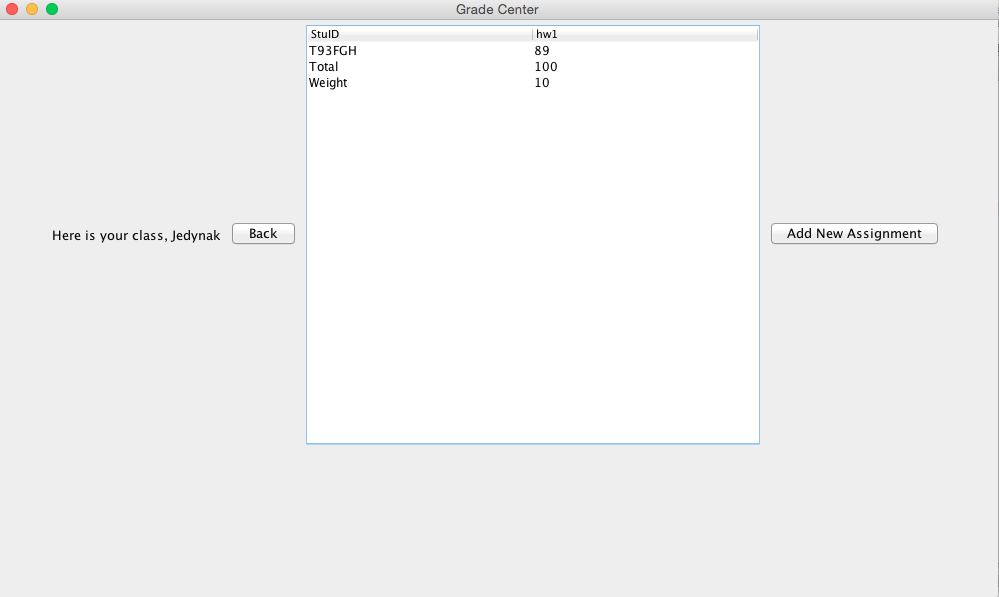 Grade Center
StuID hw1
T93FGH 89
Total 100
Weight 10
Here is your class, Jedynak Back Add New Assignment